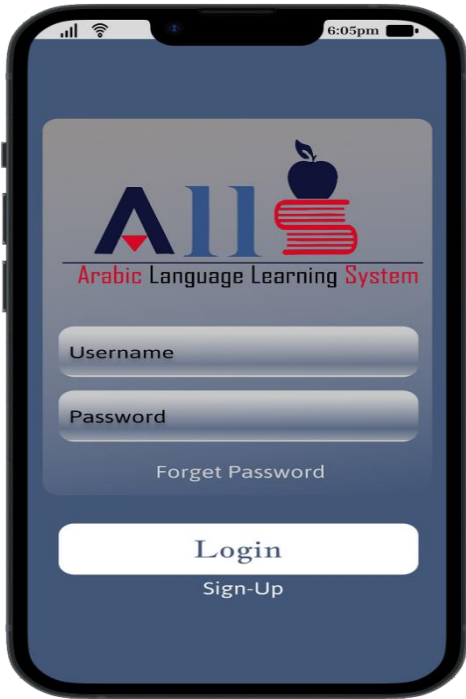 6:05pm
All
Arabic Language Learning System
Username
Password
Forget Password
Login
Sign-Up